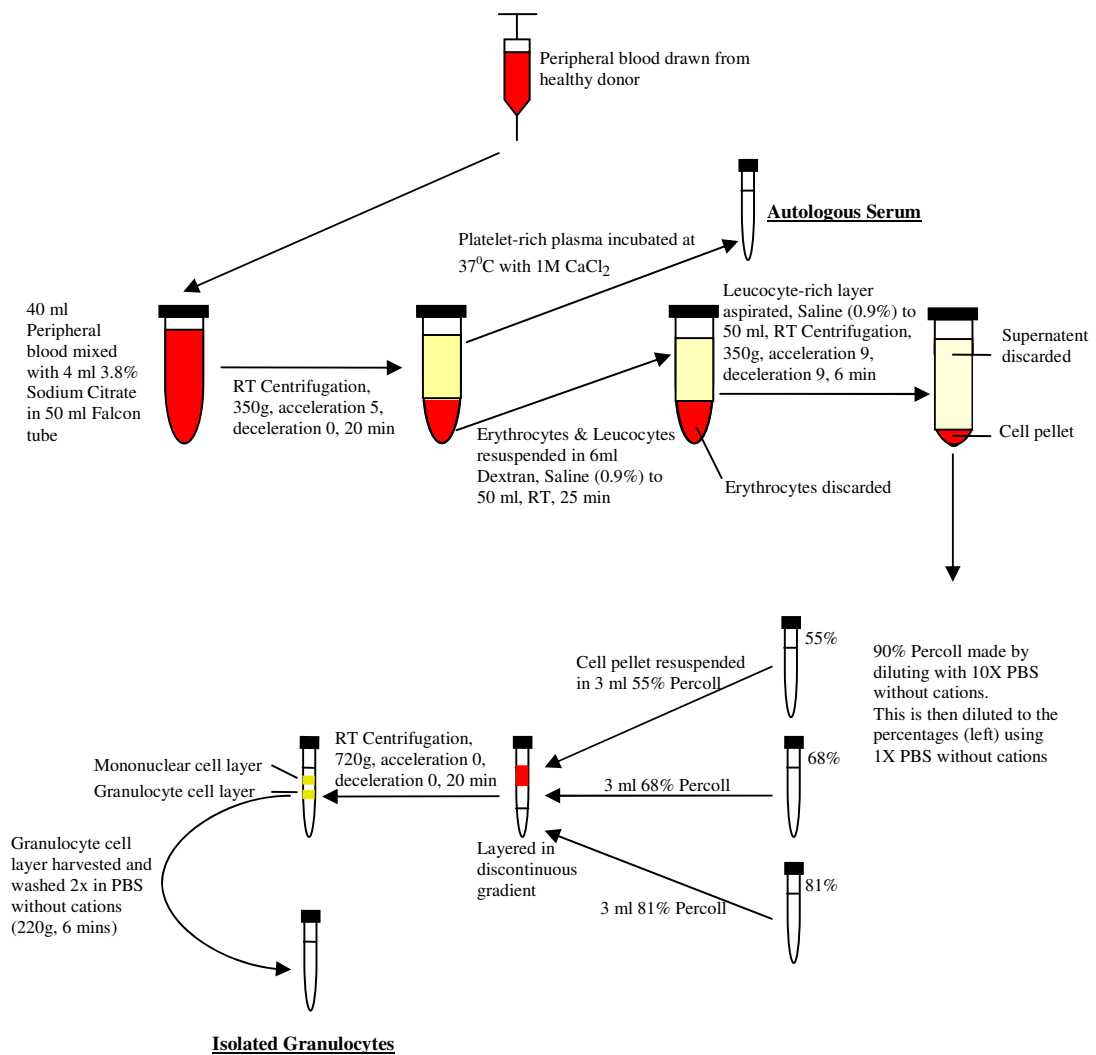 Peripheral blood drawn from
healthy donor
Autologous Serum
Platelet-rich plasma incubated at
37⁰C with 1M CaCl₂
40 ml
Peripheral
blood mixed
with 4 ml 3.8%
Sodium Citrate
in 50 ml Falcon
tube
RT Centrifugation,
350g, acceleration 5,
deceleration 0, 20 min
Erythrocytes & Leucocytes
resuspended in 6ml
Dextran, Saline (0.9%) to
50 ml, RT, 25 min
Leucocyte-rich layer
aspirated, Saline (0.9%) to
50 ml, RT Centrifugation,
350g, acceleration 9,
deceleration 9, 6 min
Erythrocytes discarded
Supernatent
discarded
Cell pellet
90% Percoll made by
diluting with 10X PBS
without cations.
This is then diluted to the
percentages (left) using
1X PBS without cations
55%
68%
81%
Cell pellet resuspended
in 3 ml 55% Percoll
3 ml 68% Percoll
3 ml 81% Percoll
Layered in
discontinuous
gradient
RT Centrifugation,
720g, acceleration 0,
deceleration 0, 20 min
Mononuclear cell layer
Granulocyte cell layer
Granulocyte cell
layer harvested and
washed 2x in PBS
without cations
(220g, 6 mins)
Isolated Granulocytes